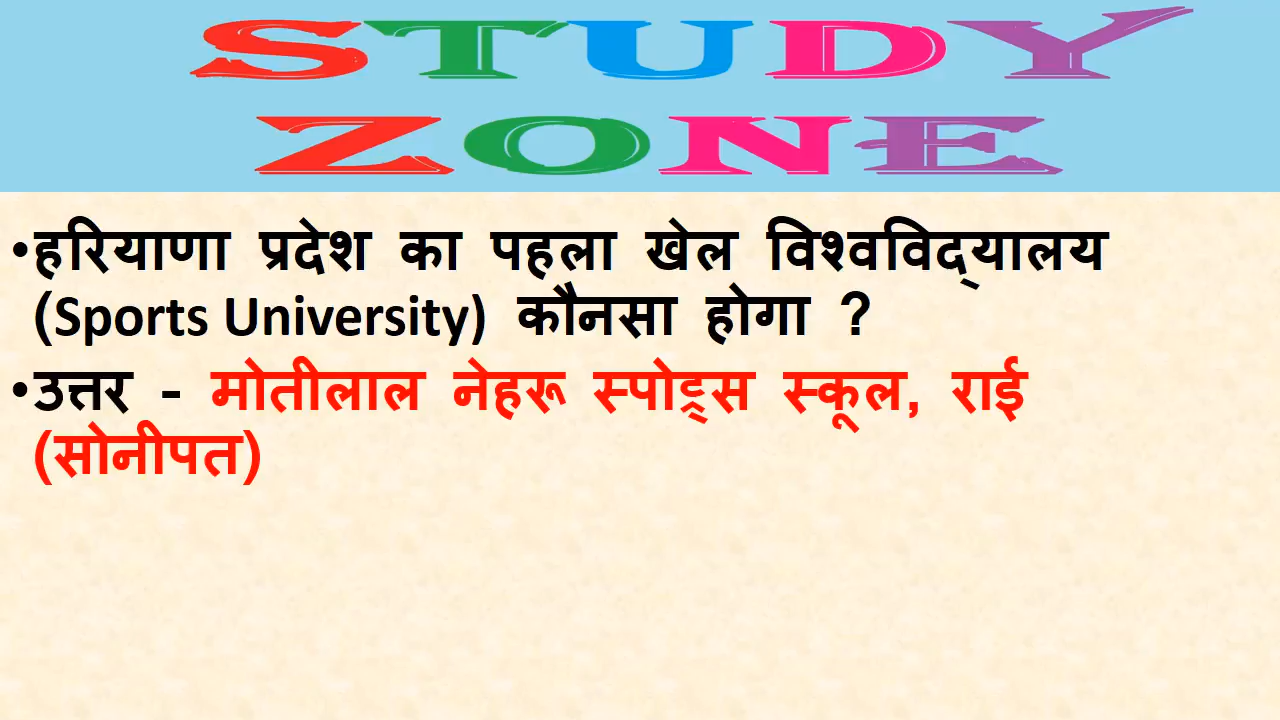 STUDY
ZONE
•हरियाणा प्रदेश का पहला खेल विश्वविद्यालय
(Sports University) कौनसा होगा ?
•उत्तर - मोतीलाल नेहरू स्पोट्र्स स्कूल, राई
(सोनीपत)